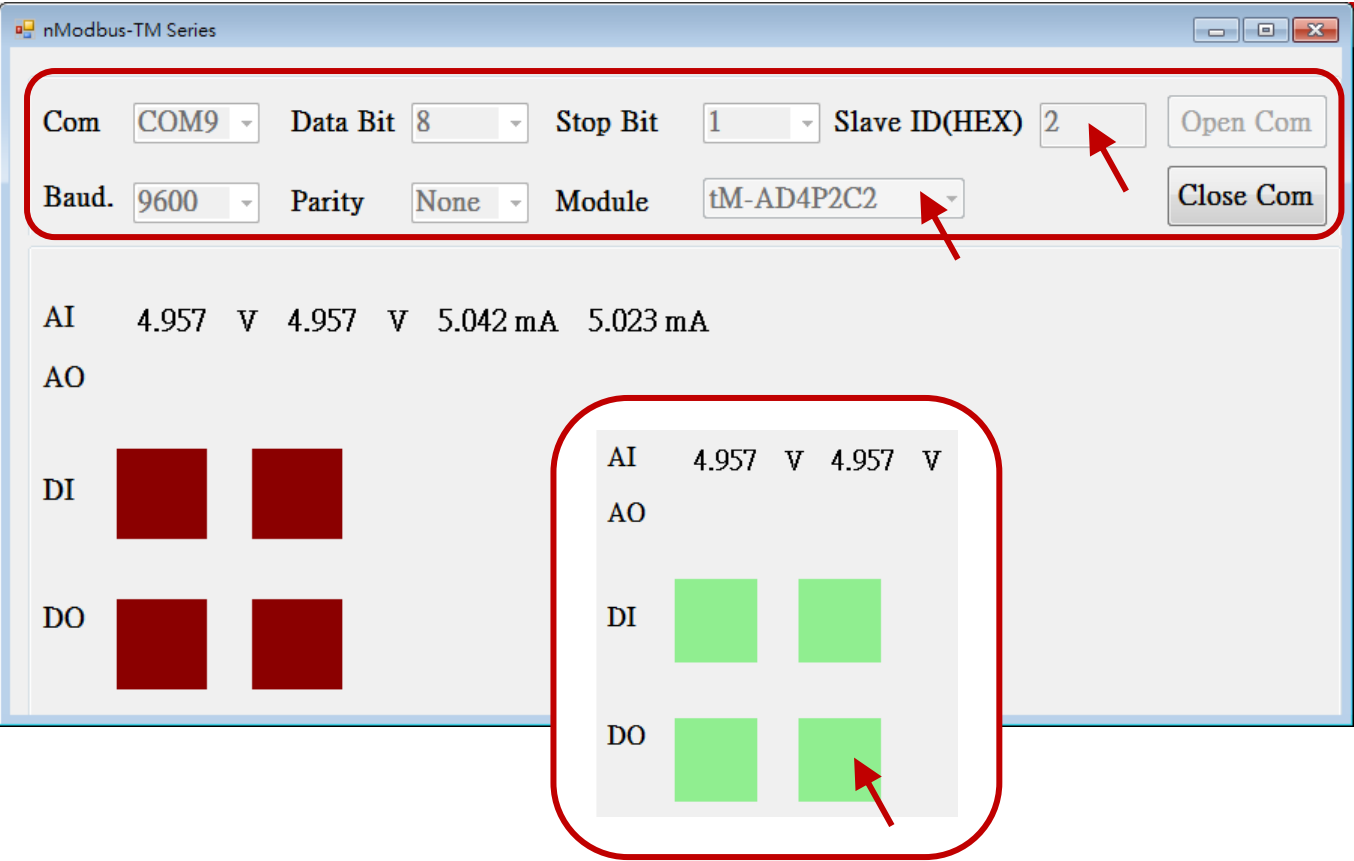 nModbus-TM Series
Com COM9 Data Bit 8 Stop Bit 1 Slave ID(HEX) 2 Open Com
Baud. 9600 Parity None Module tM-AD4P2C2 Close Com
AI 4.957 V 4.957 V 5.042 mA 5.023 mA
AO
DI
DO
AI 4.957 V 4.957 V
AO
DI
DO